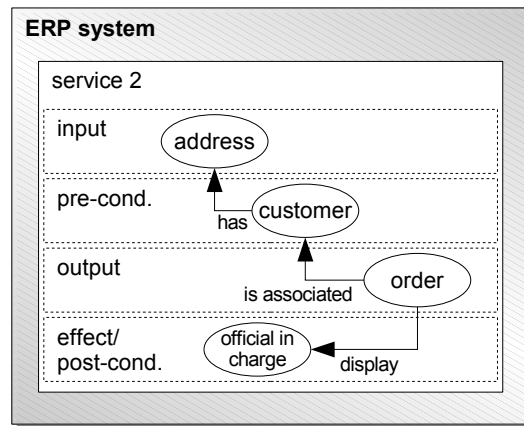 ERP system
service 2
input
address
pre-cond.
customer
has
output
order
is associated
effect/
post-cond.
official in
charge
display